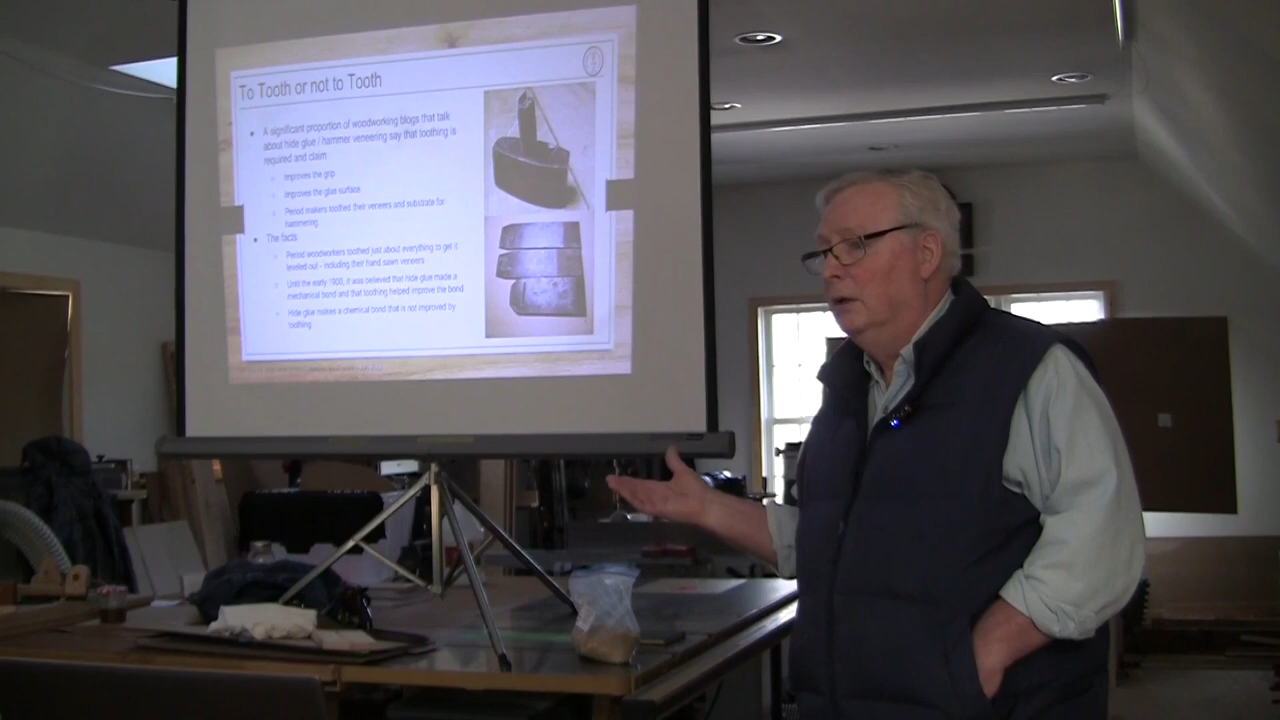 To Tooth or not to Tooth
A significant proportion of woodworking blogs that talk
about hide glue / hammer veneering say that toothing is
required and claim
Improves the grip
Improves the glue surface
Period makers toothed their veneers and substrate for
hammering
The facts
Period woodworkers toothed just about everything to get it
leveled out - including their hand sawn veneers
Until the early 1900, it was believed that hide glue made a
mechanical bond and that toothing helped improve the bond
Hide glue makes a chemical bond that is not improved by
toothing